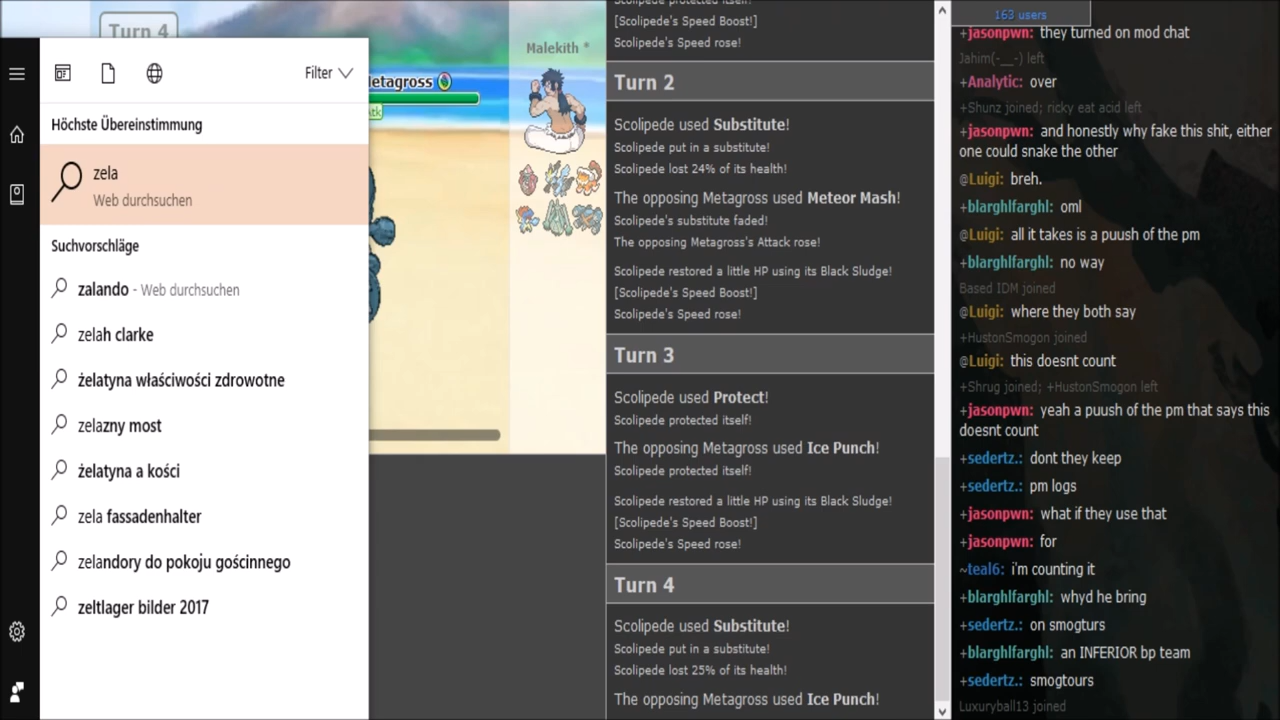 Turn 4
Filter
Höchste Übereinstimmung
zela
Web durchsuchen
Suchvorschläge
zalando - Web durchsuchen
zelah clarke
żelatyna właściwości zdrowotne
zelazny most
żelatyna a kości
zela fassadenhalter
zelandory do pokoju gościnnego
zeltlager bilder 2017
Metagross
Atk
Malekith *
Scolipede protected itself!
[Scolipede's Speed Boost!]
Scolipede's Speed rose!
Turn 2
Scolipede used Substitute!
Scolipede put in a substitute!
Scolipede lost 24% of its health!
The opposing Metagross used Meteor Mash!
Scolipede's substitute faded!
The opposing Metagross's Attack rose!
Scolipede restored a little HP using its Black Sludge!
[Scolipede's Speed Boost!]
Scolipede's Speed rose!
Turn 3
Scolipede used Protect!
Scolipede protected itself!
The opposing Metagross used Ice Punch!
Scolipede protected itself!
Scolipede restored a little HP using its Black Sludge!
[Scolipede's Speed Boost!]
Scolipede's Speed rose!
Turn 4
Scolipede used Substitute!
Scolipede put in a substitute!
Scolipede lost 25% of its health!
The opposing Metagross used Ice Punch!
163 users
+jasonpwn: they turned on mod chat
Jahim(-__-) left
+Analytic: over
+Shunz joined; ricky eat acid left
+jasonpwn: and honestly why fake this shit, either
one could snake the other
@Luigi: breh.
+blarghlfarghl: oml
@Luigi: all it takes is a puush of the pm
+blarghlfarghl: no way
Based IDM joined
@Luigi: where they both say
+HustonSmogon joined
@Luigi: this doesnt count
+Shrug joined; +HustonSmogon left
+jasonpwn: yeah a puush of the pm that says this
doesnt count
+sedertz.: dont they keep
+sedertz.: pm logs
+jasonpwn: what if they use that
+jasonpwn: for
~teal6: i'm counting it
+blarghlfarghl: whyd he bring
+sedertz.: on smogturs
+blarghlfarghl: an INFERIOR bp team
+sedertz.: smogtours
Luxuryball13 joined